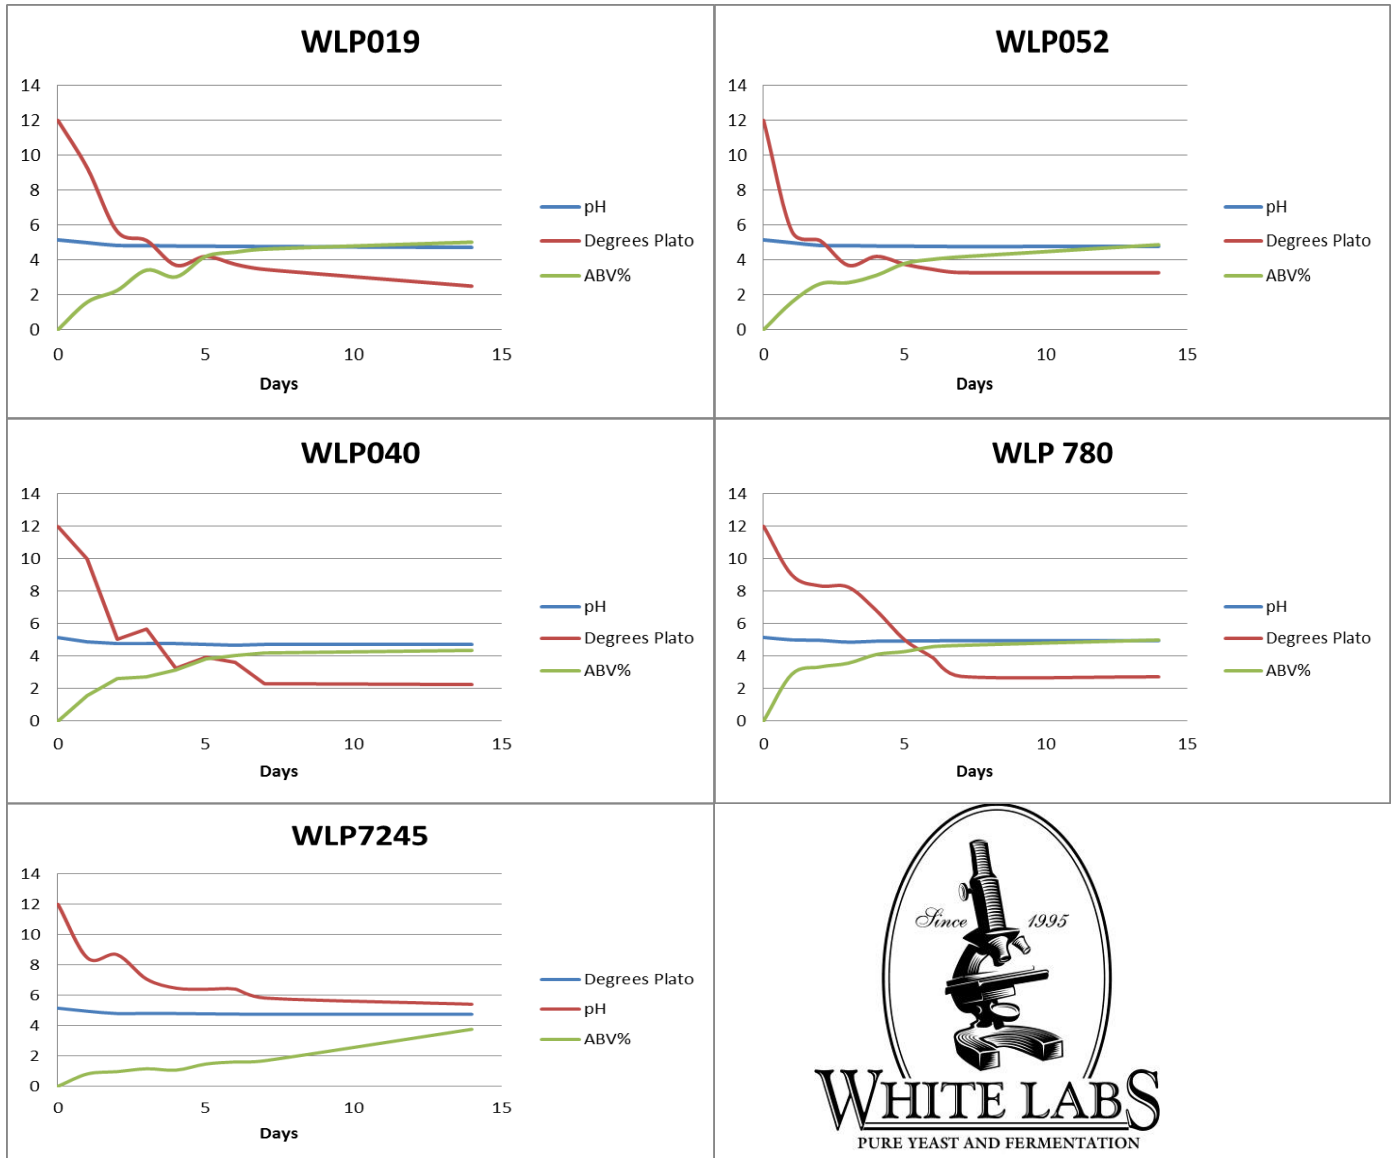 WLP019
14
12
10
8
6
4
2
0
0 5 10 15
Days
pH
Degrees Plato
ABV%
WLP052
14
12
10
8
6
4
2
0
0 5 10 15
Days
pH
Degrees Plato
ABV%
WLP040
14
12
10
8
6
4
2
0
0 5 10 15
Days
pH
Degrees Plato
ABV%
WLP 780
14
12
10
8
6
4
2
0
0 5 10 15
Days
pH
Degrees Plato
ABV%
WLP7245
14
12
10
8
6
4
2
0
0 5 10 15
Days
Degrees Plato
pH
ABV%
Since 1995
WHITE LABS
PURE YEAST AND FERMENTATION